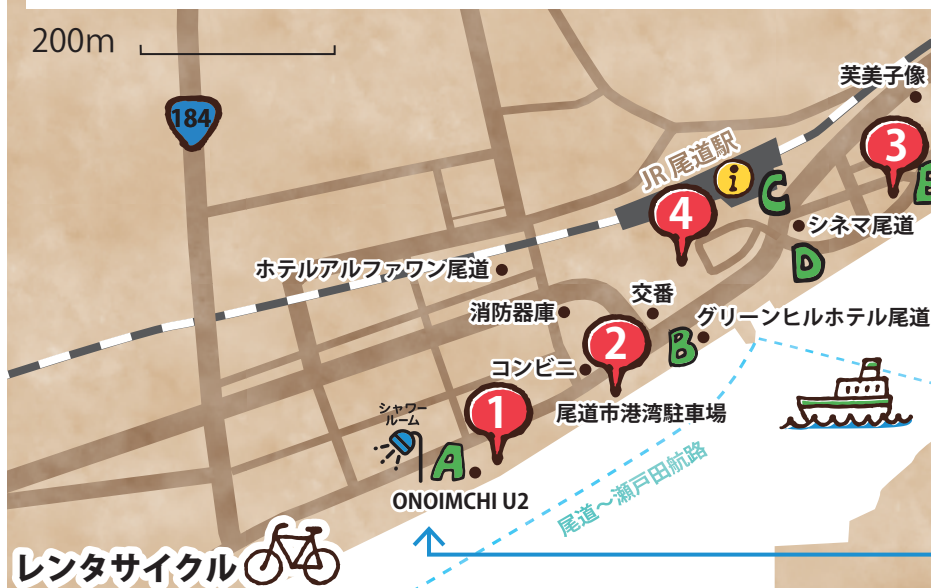 200m
184
芙美子像
3
JR 尾道駅
i
C
E
4
シネマ尾道
D
ホテルアルファワン尾道
消防器庫
交番
グリーンヒルホテル尾道
2
B
コンビニ
尾道市港湾駐車場
シャワー
ルーム
1
A
ONOIMCHI U2
尾道～瀬戸田航路
レンタサイクル